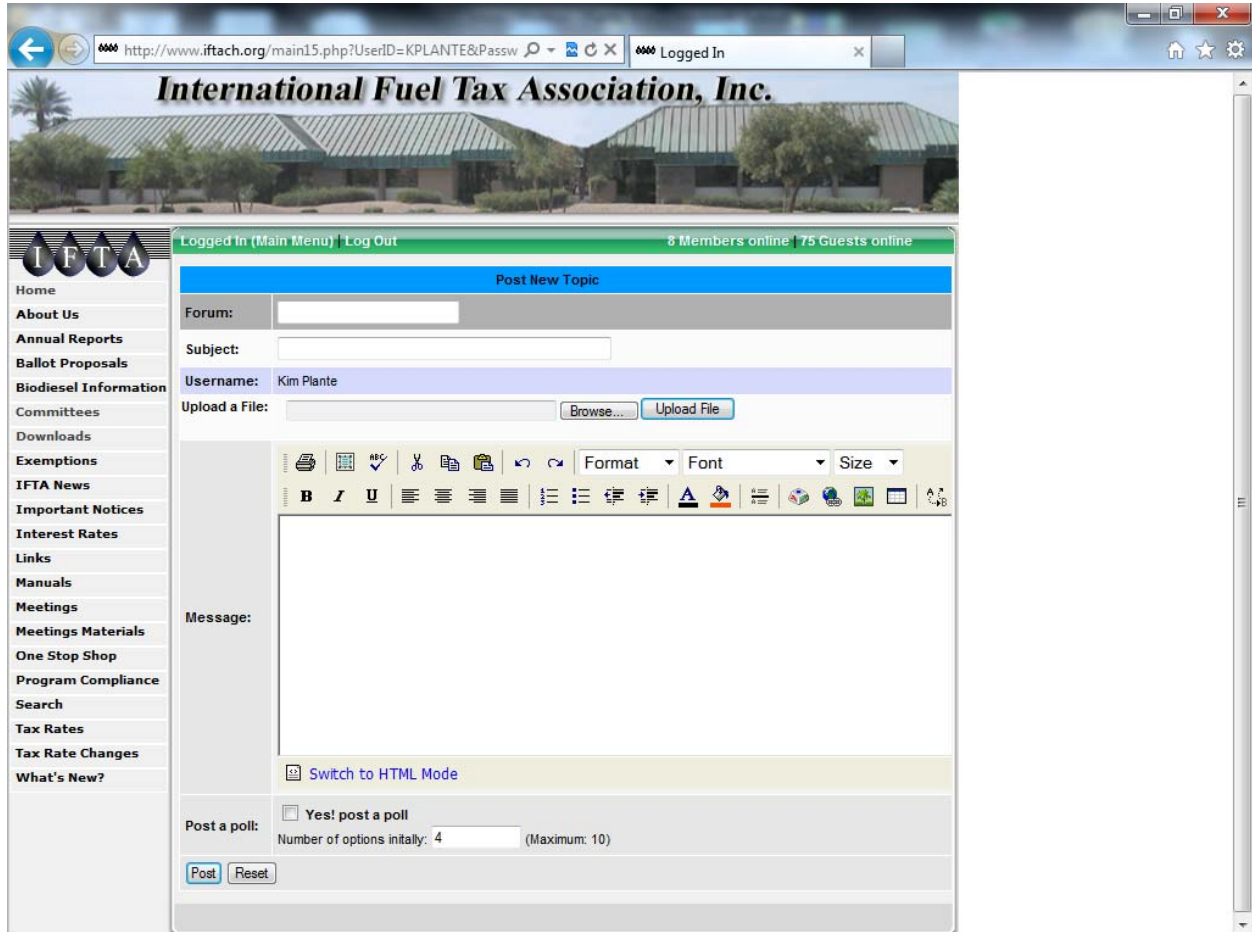 http://www.iftach.org/main15.php?UserID=KPLANTE&Passw
Logged In
International Fuel Tax Association, Inc.
IFTA
Logged In (Main Menu) | Log Out
8 Members online | 75 Guests online
Home
About Us
Annual Reports
Ballot Proposals
Biodiesel Information
Committees
Downloads
Exemptions
IFTA News
Important Notices
Interest Rates
Links
Manuals
Meetings
Meetings Materials
One Stop Shop
Program Compliance
Search
Tax Rates
Tax Rate Changes
What's New?
Post New Topic
Forum:
Subject:
Username: Kim Plante
Upload a File: Browse... Upload File
ABC Format Font Size
B I U A
Message:
Switch to HTML Mode
Post a poll:
Yes! post a poll
Number of options initally: 4 (Maximum: 10)
Post Reset